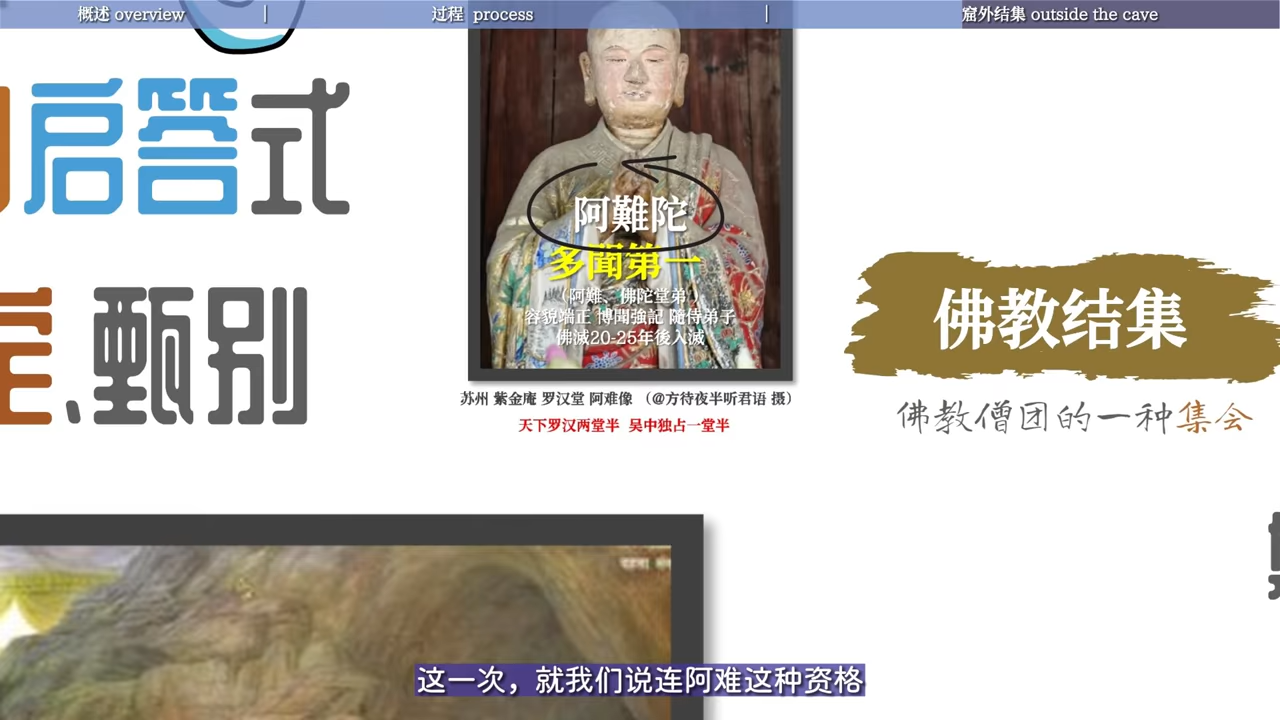 概述 overview
过程 process
窟外结集 outside the cave
启答式
、甄别
阿難陀
多聞第一
（阿難、佛陀堂弟）
容貌端正 博聞強記 隨侍弟子
佛滅20-25年後入滅
苏州 紫金庵 罗汉堂 阿难像 （@方待夜半听君语 摄）
天下罗汉两堂半 吴中独占一堂半
佛教结集
佛教僧团的一种集会
这一次，就我们说连阿难这种资格